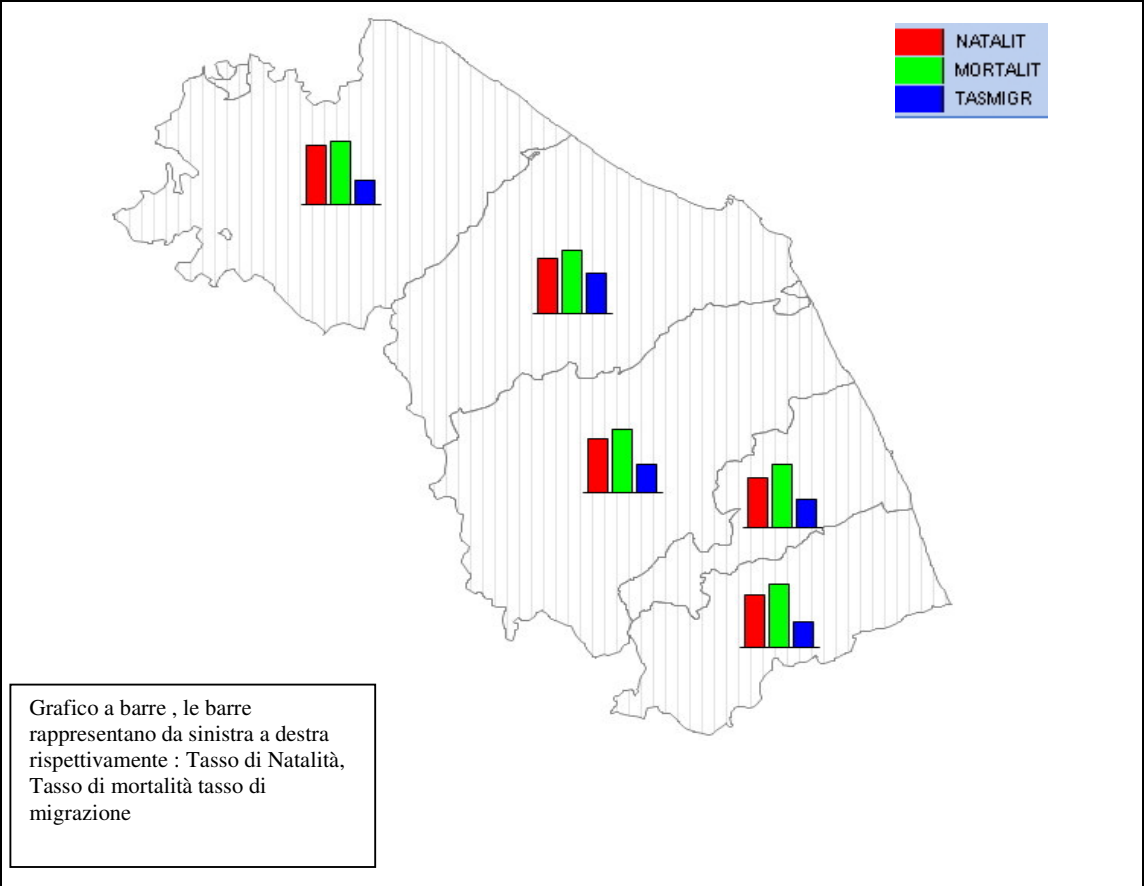 NATALIT
MORTALIT
TASMIGR
Grafico a barre , le barre
rappresentano da sinistra a destra
rispettivamente : Tasso di Natalità,
Tasso di mortalità tasso di
migrazione